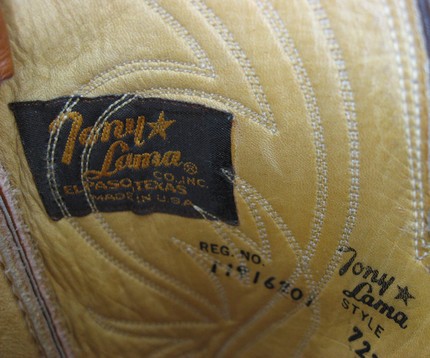 Tony★
Lama®
CO., INC.
EL PASO, TEXAS
MADE IN U.S.A.
REG. NO.
Tony★
Lama
STYLE